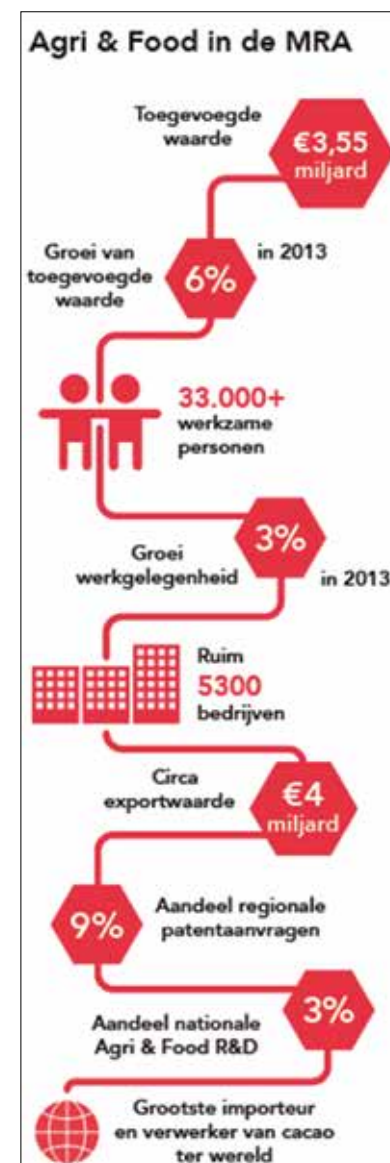 Agri & Food in de MRA
Toegevoegde
waarde
€3,55
miljard
Groei van
toegevoegde
waarde
6%
in 2013
33.000+
werkzame
personen
Groei
werkgelegenheid
3%
in 2013
Ruim
5300
bedrijven
Circa
exportwaarde
€4
miljard
9%
Aandeel regionale
patentaanvragen
Aandeel nationale
Agri & Food R&D
3%
Grootste importeur
en verwerker van cacao
ter wereld